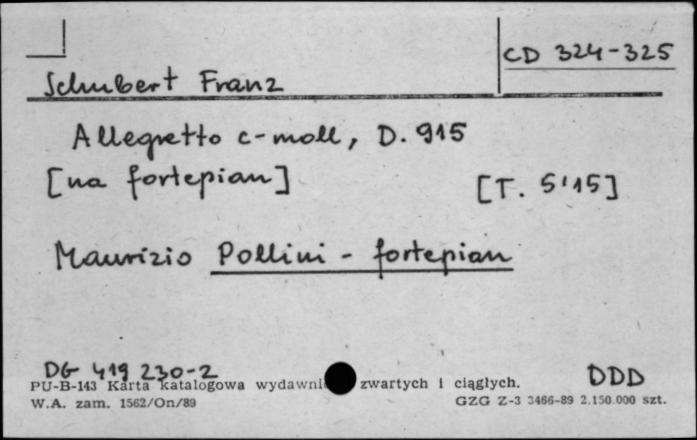 CD 324-325
Schubert Franz
Allegretto c-moll, D. 915
[na fortepian] [T. 5'15]
Maurizio Pollini - fortepian
DG 419 230-2 DDD
PU-B-143 Karta katalogowa zwartych i ciągłych.
W.A. zam. 1562/On/89 GZG Z-3 3466-89 2.150.000 szt.